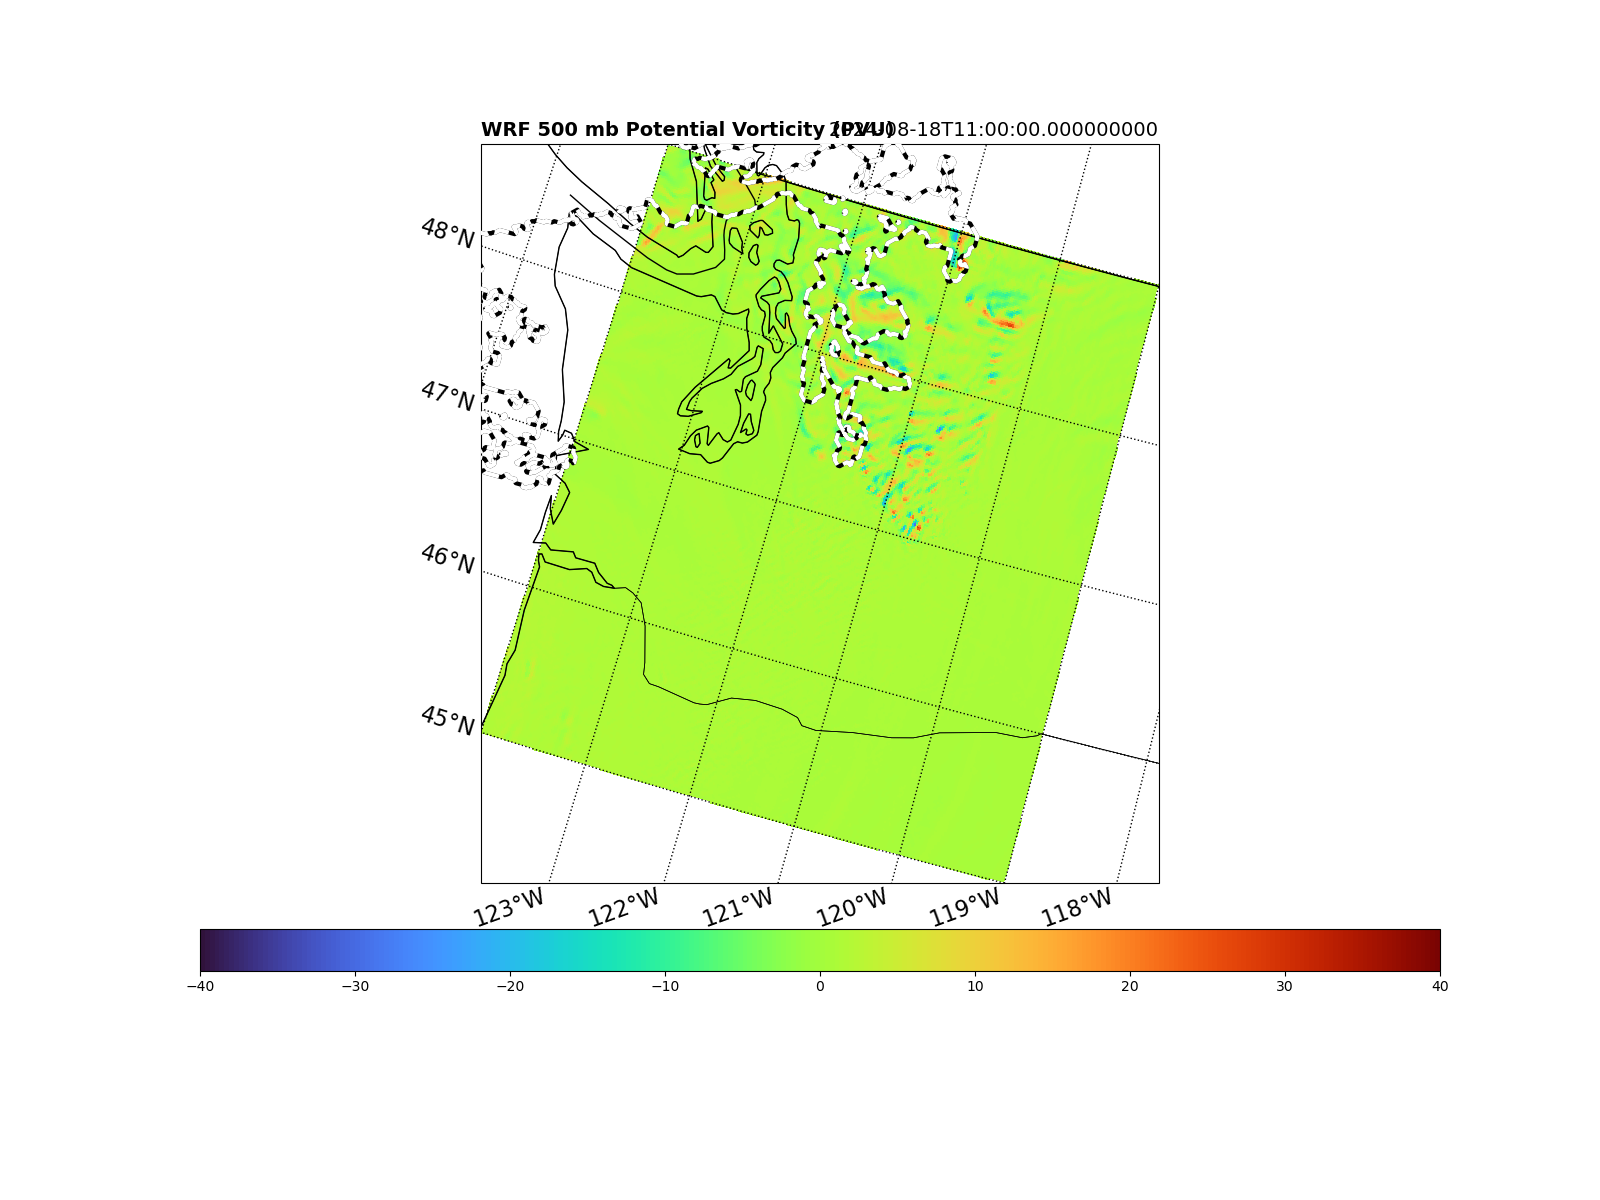 WRF 500 mb Potential Vorticity (PVU) 2024-08-18T11:00:00.000000000
48°N
47°N
46°N
45°N
123°W 122°W 121°W 120°W 119°W 118°W
−40 −30 −20 −10 0 10 20 30 40